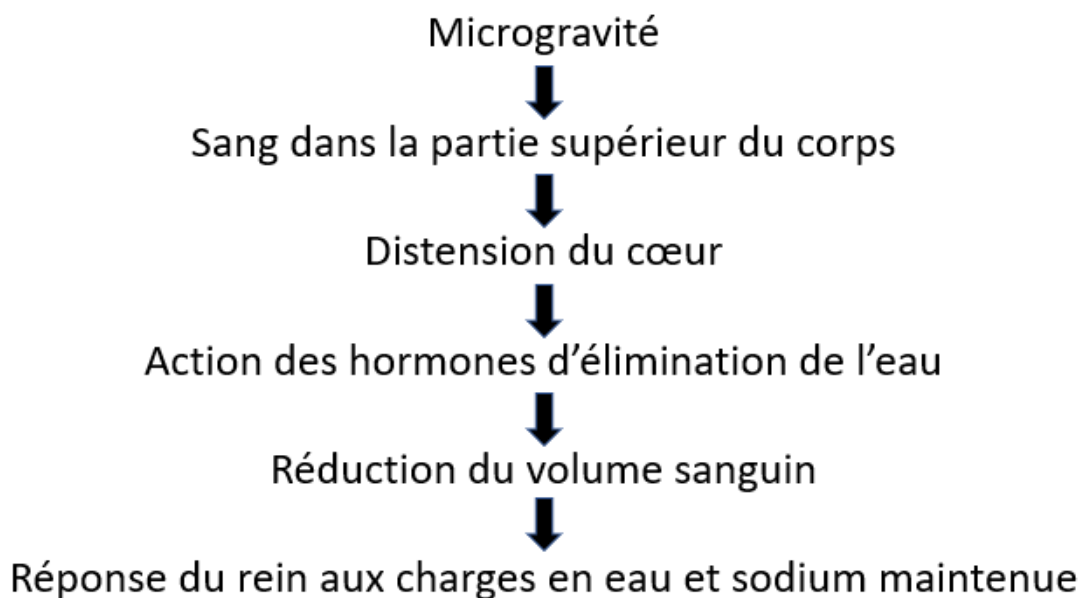 Microgravité
Sang dans la partie supérieur du corps
Distension du cœur
Action des hormones d’élimination de l’eau
Réduction du volume sanguin
Réponse du rein aux charges en eau et sodium maintenue